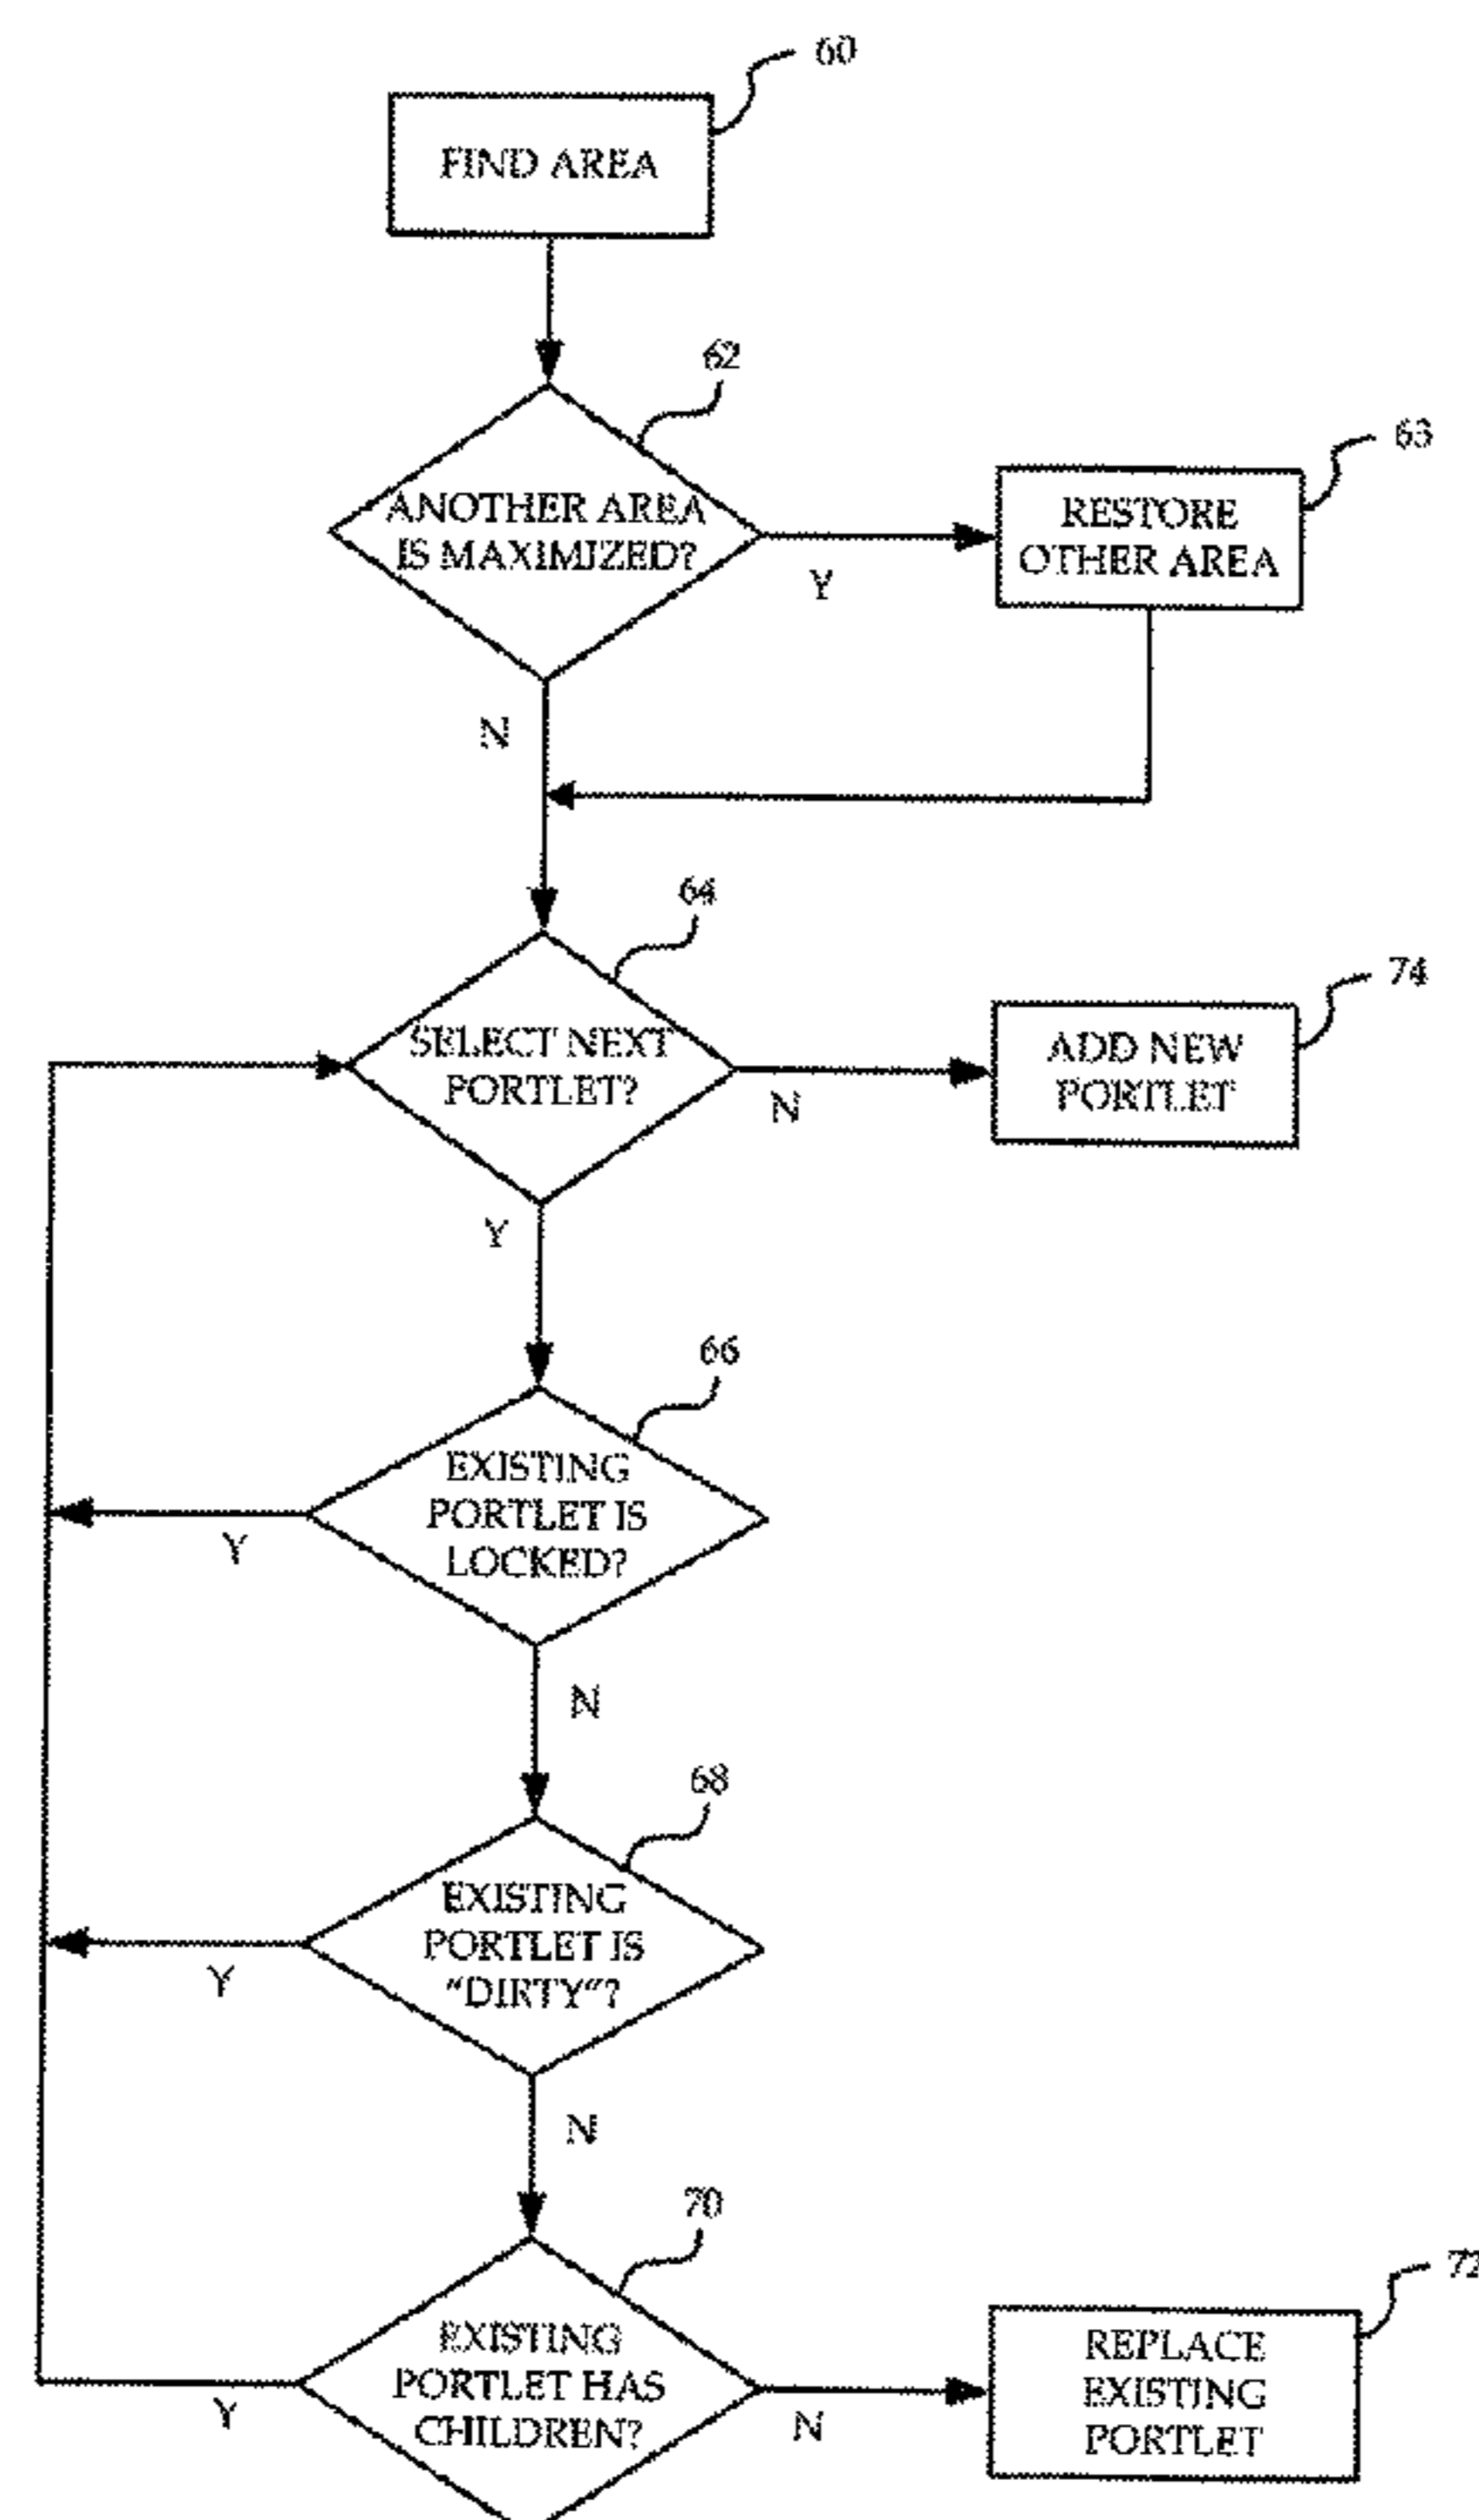 60
FIND AREA
62
ANOTHER AREA
IS MAXIMIZED?
Y
63
RESTORE
OTHER AREA
N
64
SELECT NEXT
PORTLET?
N
74
ADD NEW
PORTLET
Y
66
EXISTING
PORTLET IS
LOCKED?
Y
N
68
EXISTING
PORTLET IS
"DIRTY"?
Y
N
70
EXISTING
PORTLET HAS
CHILDREN?
Y
N
72
REPLACE
EXISTING
PORTLET